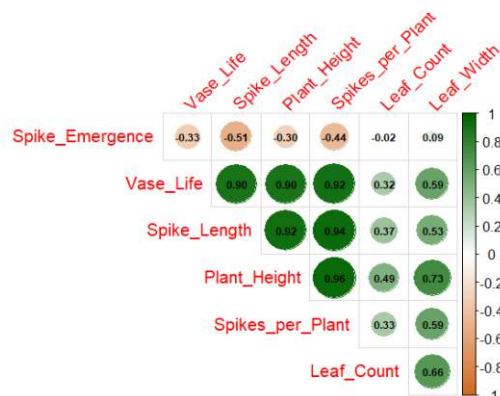 Vase_Life Spike_Length Plant_Height Spikes_per_Plant Leaf_Count Leaf_Width
Spike_Emergence -0.33 -0.51 -0.30 -0.44 -0.02 0.09
Vase_Life 0.90 0.90 0.92 0.32 0.59
Spike_Length 0.92 0.94 0.37 0.53
Plant_Height 0.96 0.49 0.73
Spikes_per_Plant 0.33 0.59
Leaf_Count 0.66
1
0.8
0.6
0.4
0.2
0
-0.2
-0.4
-0.6
-0.8
-1